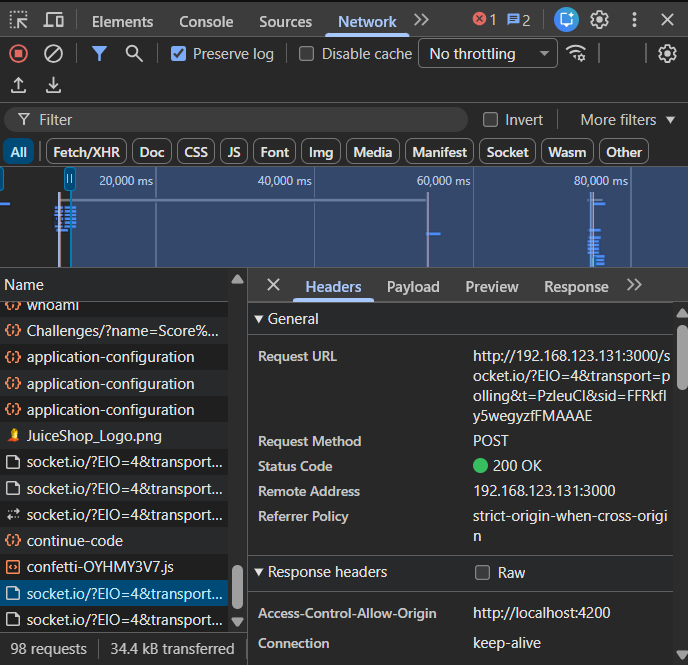 Elements Console Sources Network 1 2
Preserve log Disable cache No throttling
Filter Invert More filters
All Fetch/XHR Doc CSS JS Font Img Media Manifest Socket Wasm Other
20,000 ms 40,000 ms 60,000 ms 80,000 ms
Name
whoami
Challenges/?name=Score%...
application-configuration
application-configuration
application-configuration
JuiceShop_Logo.png
socket.io/?EIO=4&transport...
socket.io/?EIO=4&transport...
socket.io/?EIO=4&transport...
continue-code
confetti-OYHMY3V7.js
socket.io/?EIO=4&transport...
socket.io/?EIO=4&transport...
98 requests 34.4 kB transferred
Headers Payload Preview Response
General
Request URL
http://192.168.123.131:3000/s
ocket.io/?EIO=4&transport=p
olling&t=PzleuCI&sid=FFRkfl
y5wegyzfFMAAAE
Request Method POST
Status Code 200 OK
Remote Address 192.168.123.131:3000
Referrer Policy strict-origin-when-cross-origi
n
Response headers Raw
Access-Control-Allow-Origin http://localhost:4200
Connection keep-alive